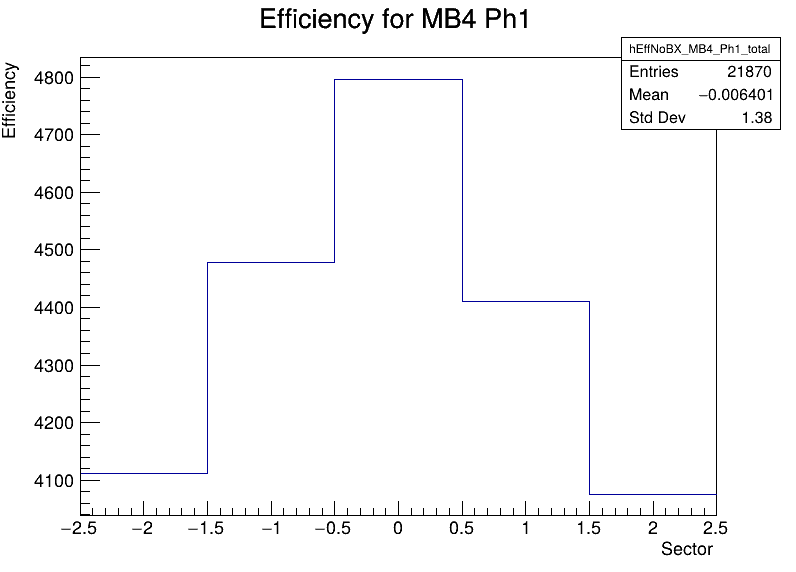 Efficiency for MB4 Ph1
hEffNoBX_MB4_Ph1_total
Entries 21870
Mean −0.006401
Std Dev 1.38
Efficiency
4800
4700
4600
4500
4400
4300
4200
4100
−2.5 −2 −1.5 −1 −0.5 0 0.5 1 1.5 2 2.5
Sector